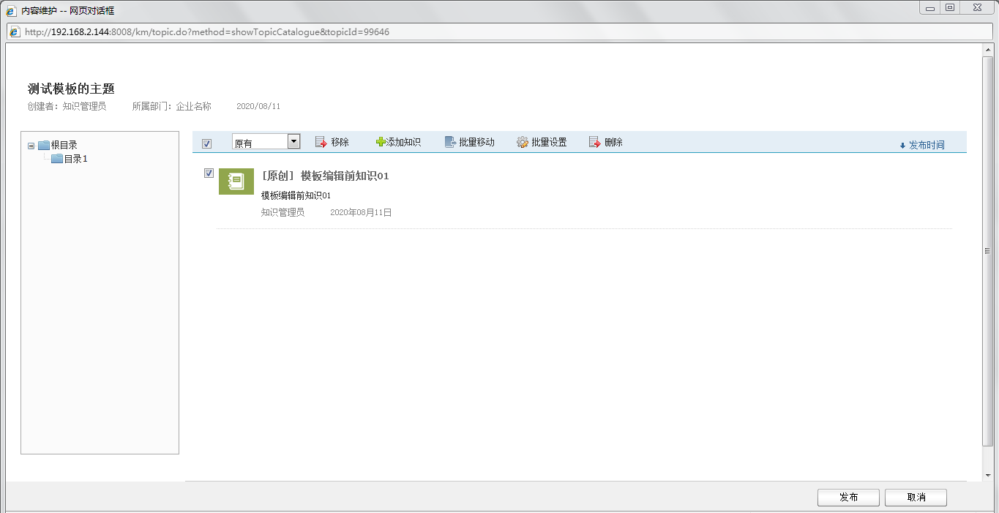 内容维护 -- 网页对话框
http://192.168.2.144:8008/km/topic.do?method=showTopicCatalogue&topicId=99646
测试模板的主题
创建者：知识管理员 所属部门：企业名称 2020/08/11
根目录
目录1
原有 移除 添加知识 批量移动 批量设置 删除 发布时间
[原创] 模板编辑前知识01
模板编辑前知识01
知识管理员 2020年08月11日
发布 取消